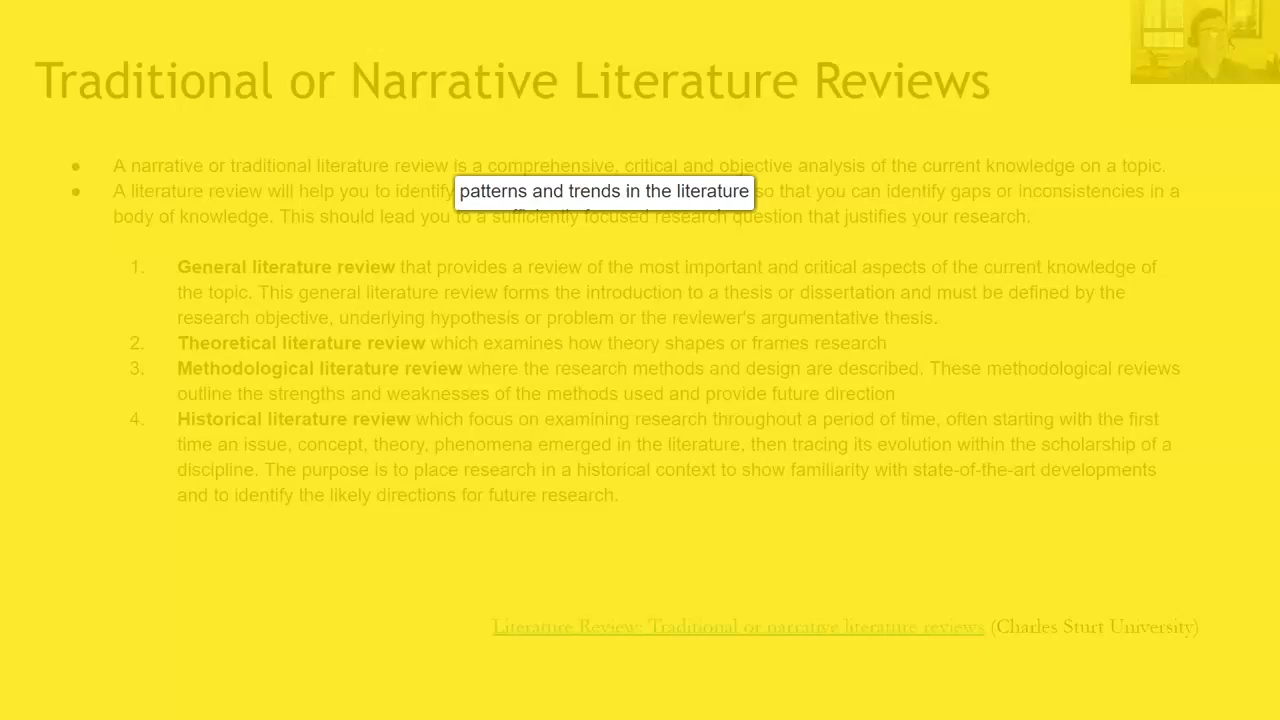 Traditional or Narrative Literature Reviews
● A narrative or traditional literature review is a comprehensive, critical and objective analysis of the current knowledge on a topic.
● A literature review will help you to identify patterns and trends in the literature so that you can identify gaps or inconsistencies in a
body of knowledge. This should lead you to a sufficiently focused research question that justifies your research.
1. General literature review that provides a review of the most important and critical aspects of the current knowledge of
the topic. This general literature review forms the introduction to a thesis or dissertation and must be defined by the
research objective, underlying hypothesis or problem or the reviewer's argumentative thesis.
2. Theoretical literature review which examines how theory shapes or frames research
3. Methodological literature review where the research methods and design are described. These methodological reviews
outline the strengths and weaknesses of the methods used and provide future direction
4. Historical literature review which focus on examining research throughout a period of time, often starting with the first
time an issue, concept, theory, phenomena emerged in the literature, then tracing its evolution within the scholarship of a
discipline. The purpose is to place research in a historical context to show familiarity with state-of-the-art developments
and to identify the likely directions for future research.
Literature Review: Traditional or narrative literature reviews (Charles Sturt University)